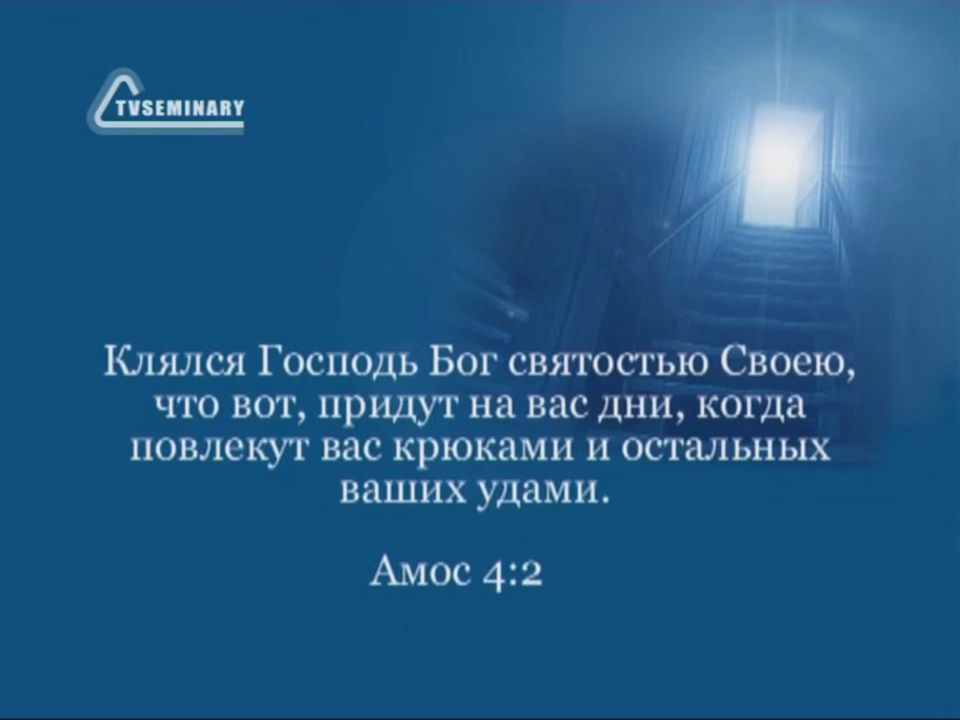 TVSEMINARY
Клялся Господь Бог святостью Своею,
что вот, придут на вас дни, когда
повлекут вас крюками и остальных
ваших удами.
Амос 4:2